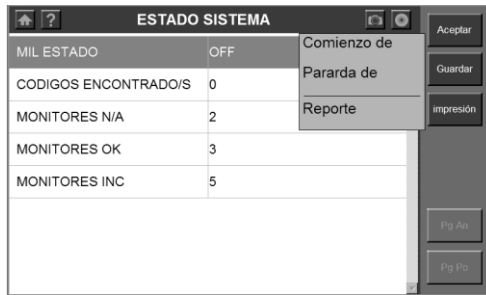 ?
ESTADO SISTEMA
Aceptar
MIL ESTADO OFF
Comienzo de
Pararda de
Reporte
Guardar
CODIGOS ENCONTRADO/S 0
impresión
MONITORES N/A 2
MONITORES OK 3
MONITORES INC 5
Pg An
Pg Po